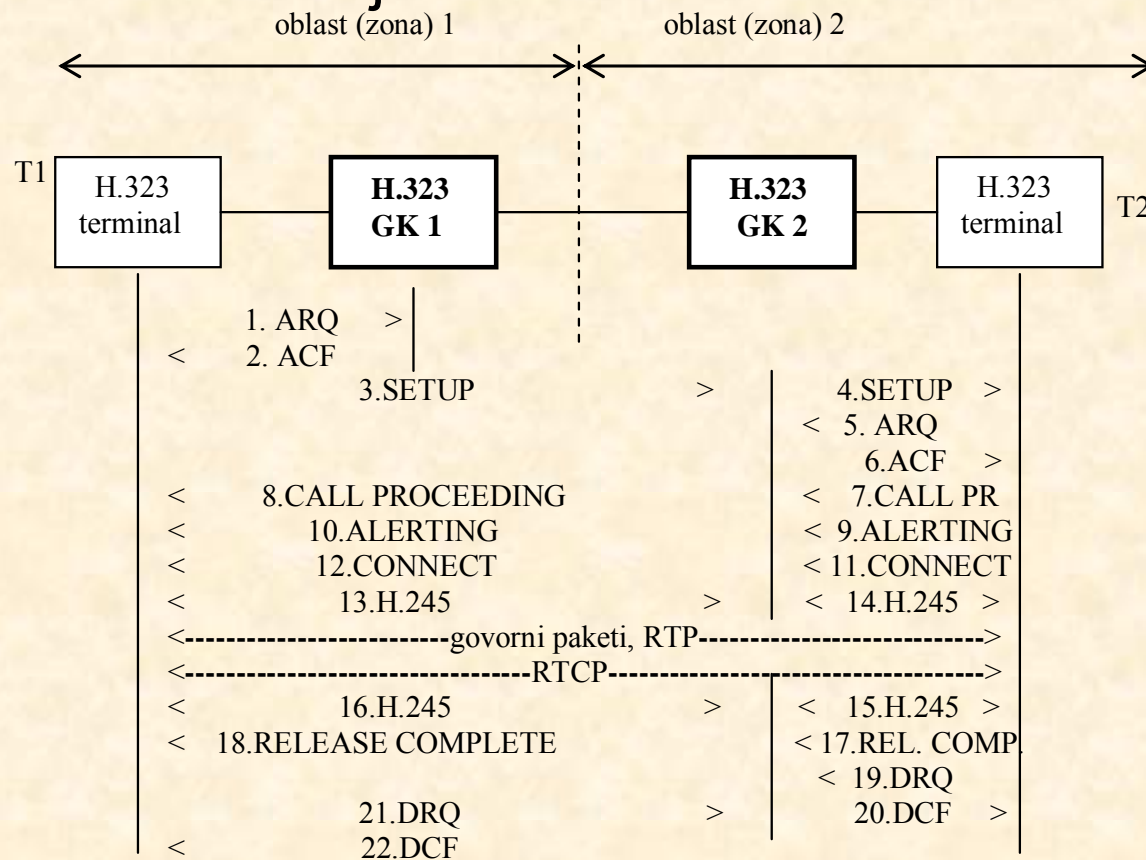 oblast (zona) 1 oblast (zona) 2
T1 H.323 terminal H.323 GK 1 H.323 GK 2 H.323 terminal T2
1. ARQ >
< 2. ACF
3.SETUP > 4.SETUP >
< 5. ARQ
6.ACF >
< 8.CALL PROCEEDING < 7.CALL PR
< 10.ALERTING < 9.ALERTING
< 12.CONNECT < 11.CONNECT
< 13.H.245 > < 14.H.245 >
<--------------------------govorni paketi, RTP---------------------------->
<---------------------------------RTCP----------------------------------->
< 16.H.245 > < 15.H.245 >
< 18.RELEASE COMPLETE < 17.REL. COMP.
< 19.DRQ
21.DRQ > 20.DCF >
< 22.DCF